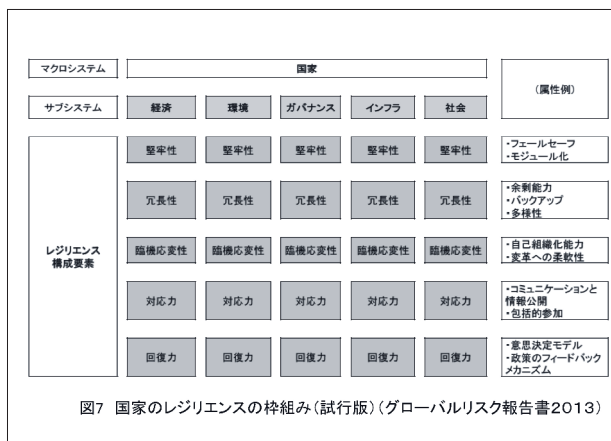 マクロシステム
国家
(属性例)
サブシステム
経済
環境
ガバナンス
インフラ
社会
レジリエンス
構成要素
堅牢性
堅牢性
堅牢性
堅牢性
堅牢性
・フェールセーフ
・モジュール化
冗長性
冗長性
冗長性
冗長性
冗長性
・余剰能力
・バックアップ
・多様性
臨機応変性
臨機応変性
臨機応変性
臨機応変性
臨機応変性
・自己組織化能力
・変革への柔軟性
対応力
対応力
対応力
対応力
対応力
・コミュニケーションと
情報公開
・包括的参加
回復力
回復力
回復力
回復力
回復力
・意思決定モデル
・政策のフィードバック
メカニズム
図7 国家のレジリエンスの枠組み(試行版)(グローバルリスク報告書2013)